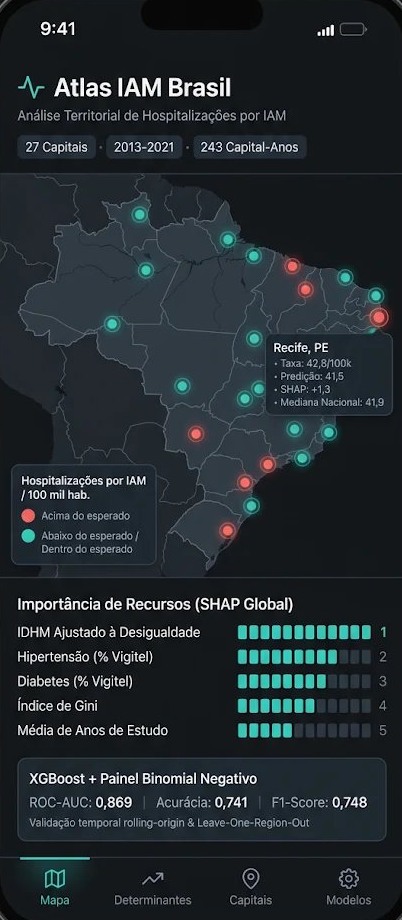 9:41
Atlas IAM Brasil
Análise Territorial de Hospitalizações por IAM
27 Capitais • 2013-2021 • 243 Capital-Anos
Recife, PE
• Taxa: 42,8/100k
• Predição: 41,5
• SHAP: +1,3
• Mediana Nacional: 41,9
Hospitalizações por IAM
/ 100 mil hab.
Acima do esperado
Abaixo do esperado /
Dentro do esperado
Importância de Recursos (SHAP Global)
IDHM Ajustado à Desigualdade 1
Hipertensão (% Vigitel) 2
Diabetes (% Vigitel) 3
Índice de Gini 4
Média de Anos de Estudo 5
XGBoost + Painel Binomial Negativo
ROC-AUC: 0,869 | Acurácia: 0,741 | F1-Score: 0,748
Validação temporal rolling-origin & Leave-One-Region-Out
Mapa Determinantes Capitais Modelos